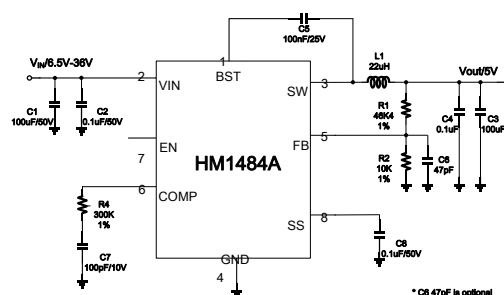 C5
100nF/25V
L1
22uH
VIN/6.5V-36V
Vout/5V
1
BST
2
VIN
SW
3
C1
100uF/50V
C2
0.1uF/50V
R1
46K4
1%
C4
0.1uF
C3
100uF
EN
7
HM1484A
FB
5
R2
10K
1%
C6
47pF
6
COMP
R4
300K
1%
SS
8
C7
100pF/10V
C6
0.1uF/50V
GND
4
* C6 47pF is optional